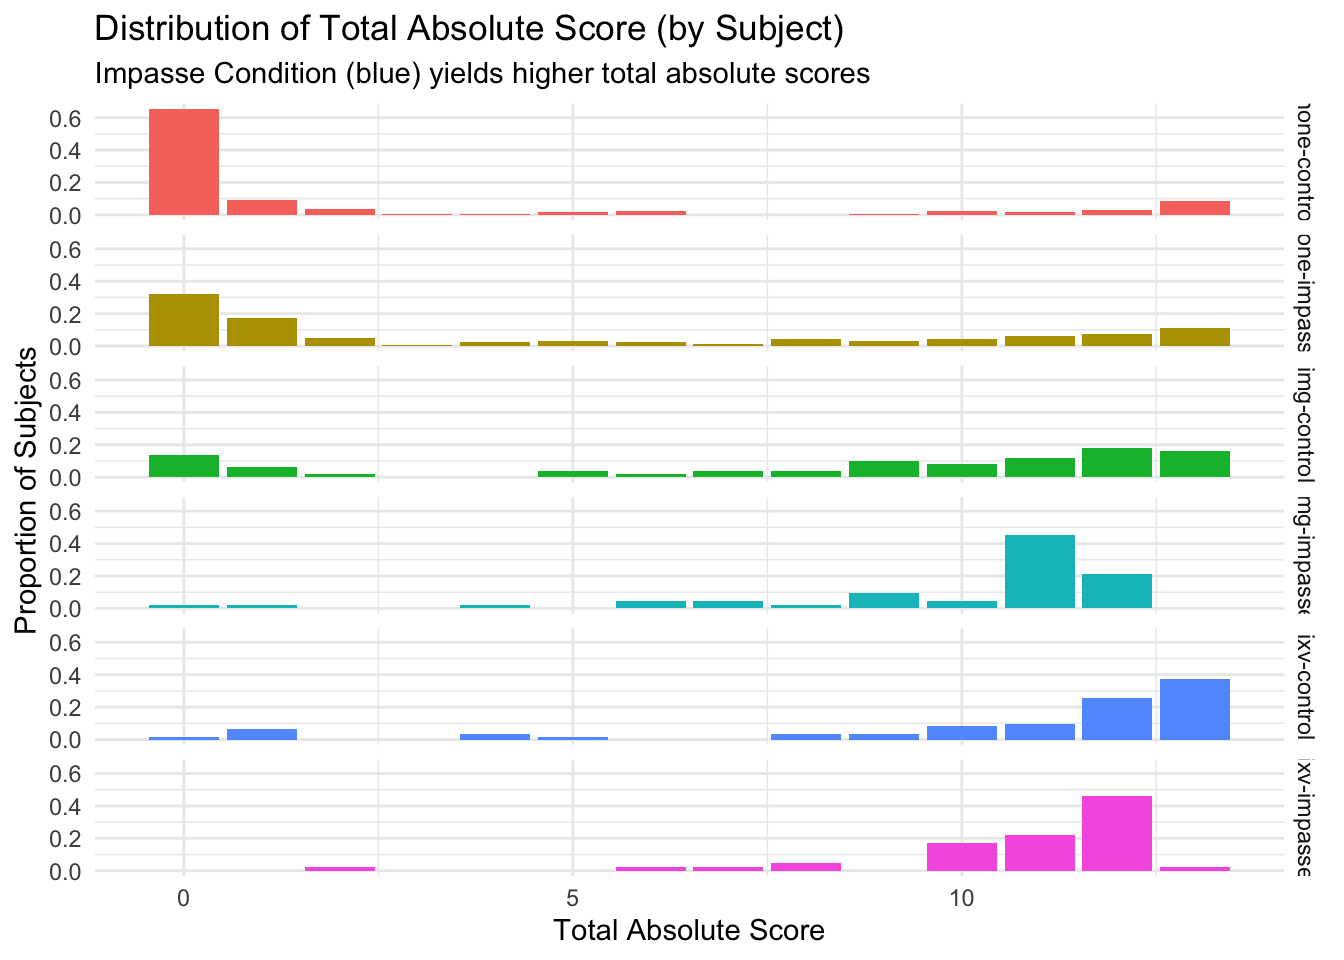 Distribution of Total Absolute Score (by Subject)
Impasse Condition (blue) yields higher total absolute scores
Proportion of Subjects
0.6
0.4
0.2
0.0
one-contro
0.6
0.4
0.2
0.0
one-impass
0.6
0.4
0.2
0.0
img-control
0.6
0.4
0.2
0.0
mg-impasse
0.6
0.4
0.2
0.0
ixv-control
0.6
0.4
0.2
0.0
xv-impasse
0 5 10
Total Absolute Score